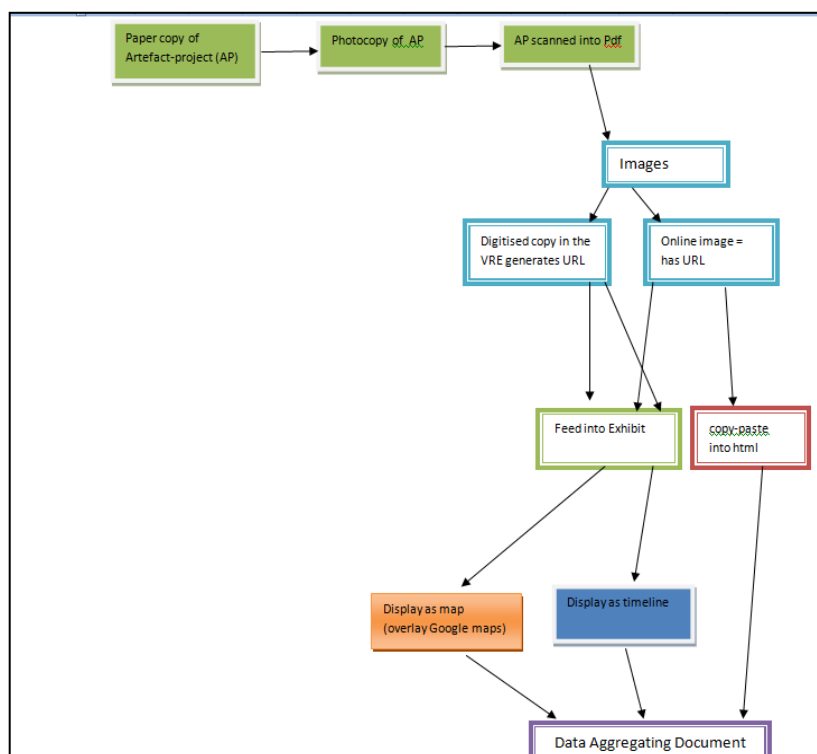 Paper copy of
Artefact-project (AP)
Photocopy of AP
AP scanned into Pdf
Images
Digitised copy in the
VRE generates URL
Online image =
has URL
Feed into Exhibit
copy-paste
into html
Display as map
(overlay Google maps)
Display as timeline
Data Aggregating Document